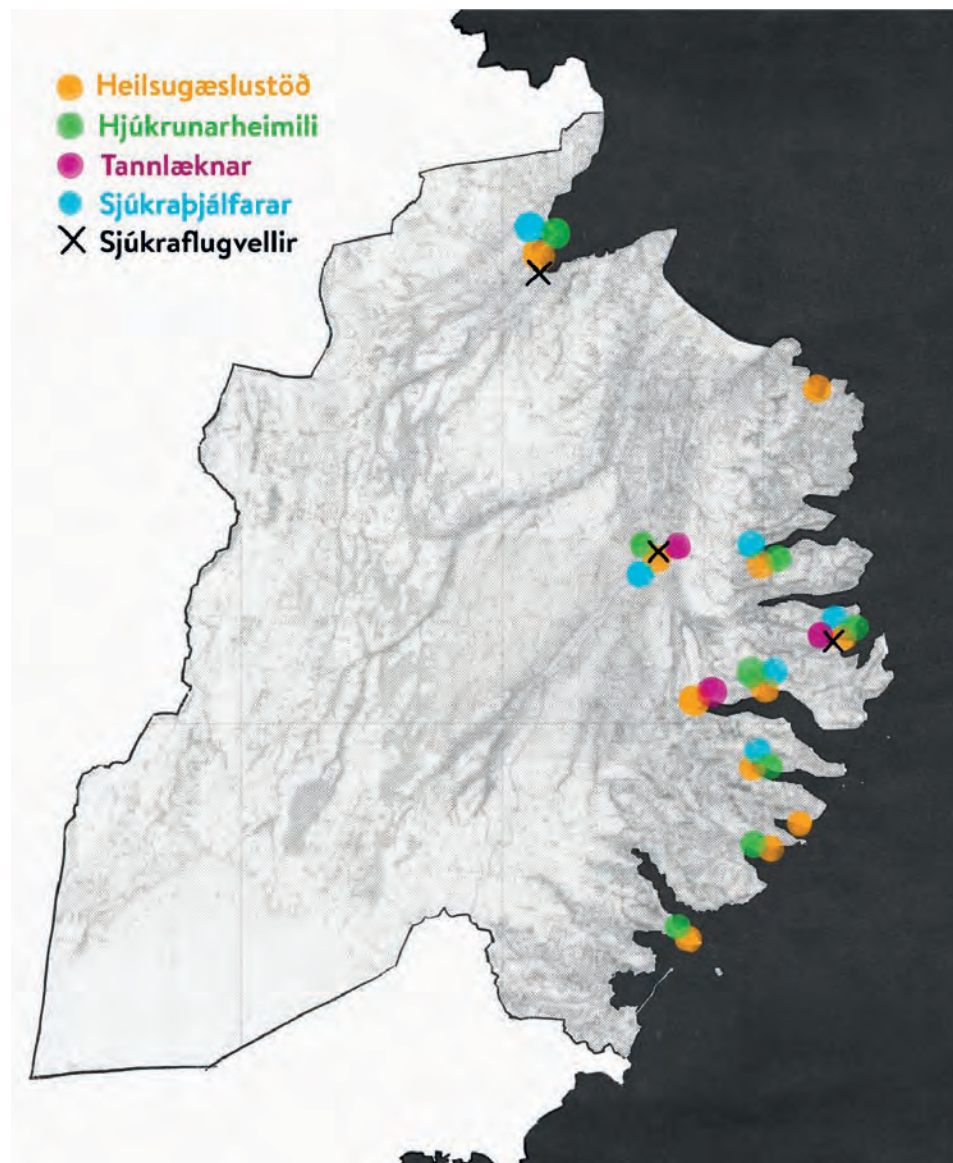 Heilsugæslustöð
Hjúkrunarheimili
Tannlæknar
Sjúkraþjálfarar
Sjúkraflugvellir